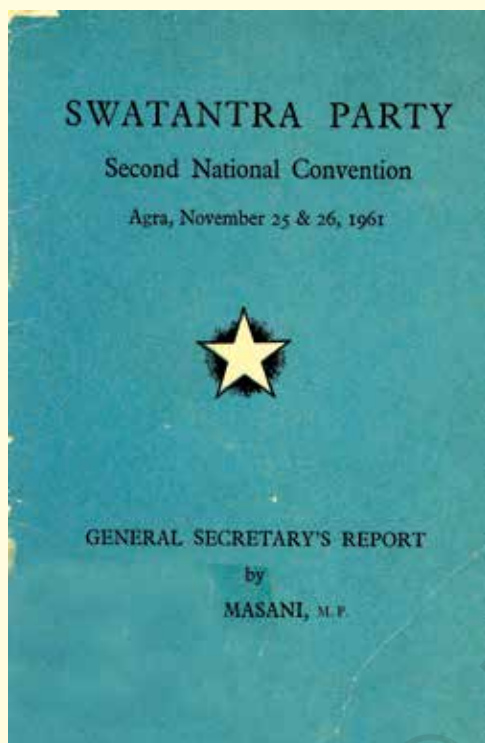 SWATANTRA PARTY
Second National Convention
Agra, November 25 & 26, 1961
GENERAL SECRETARY'S REPORT
by
MASANI, M. P.